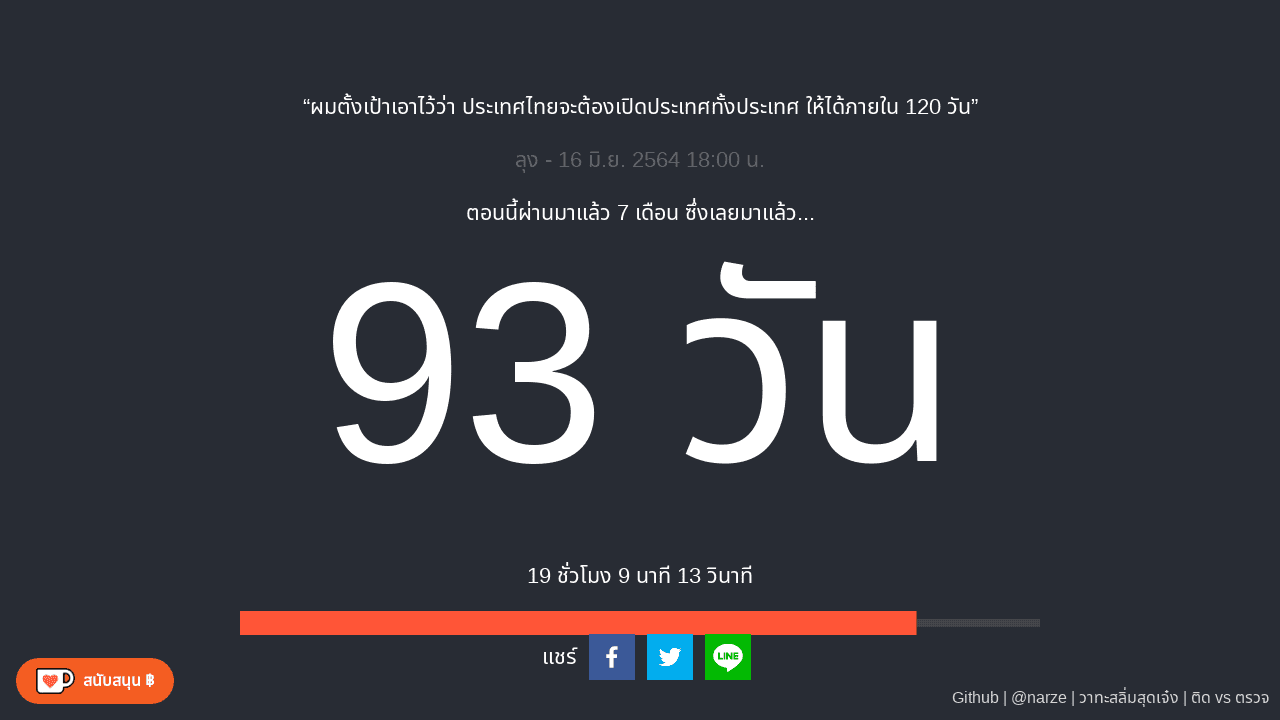 “ผมตั้งเป้าเอาไว้ว่า ประเทศไทยจะต้องเปิดประเทศทั้งประเทศ ให้ได้ภายใน 120 วัน”
ลุง - 16 มิ.ย. 2564 18:00 น.
ตอนนี้ผ่านมาแล้ว 7 เดือน ซึ่งเลยมาแล้ว...
93 วัน
19 ชั่วโมง 9 นาที 13 วินาที
แชร์
LINE
สนับสนุน ฿
Github | @narze | วาทะสลิ่มสุดเจ๋ง | ติด vs ตรวจ